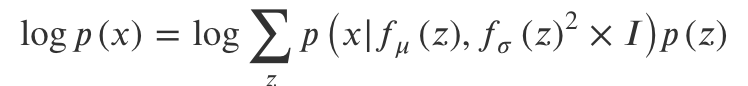 log p (x) = log ∑_z p (x|f_μ (z), f_σ (z)² × I) p (z)